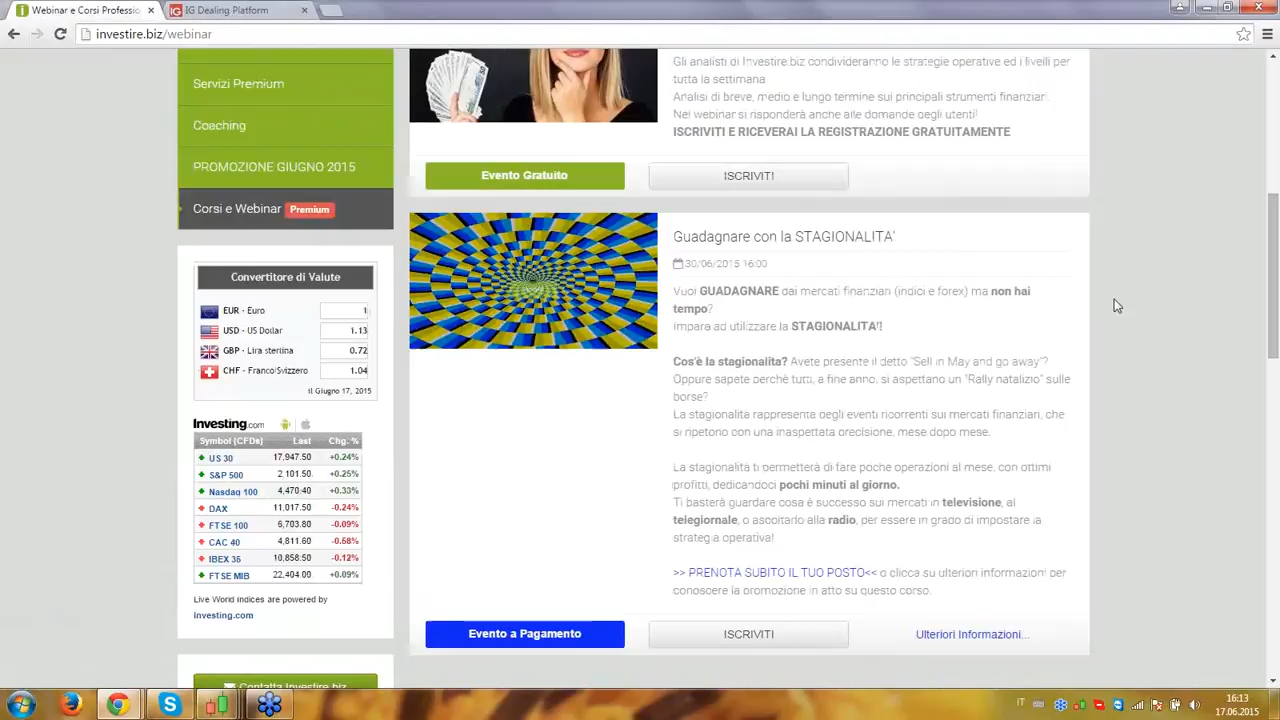 Webinar e Corsi Professio
IG Dealing Platform
investire.biz/webinar
Servizi Premium
Coaching
PROMOZIONE GIUGNO 2015
Corsi e Webinar Premium
Gli analisti di Investire.biz condivideranno le strategie operative ed i livelli per
tutta la settimana
Analisi di breve, medio e lungo termine sui principali strumenti finanziari.
Nel webinar si risponderà anche alle domande degli utenti!
ISCRIVITI E RICEVERAI LA REGISTRAZIONE GRATUITAMENTE
Evento Gratuito
ISCRIVITI
Convertitore di Valute
EUR - Euro 1
USD - US Dollar 1.13
GBP - Lira sterlina 0.72
CHF - Franco Svizzero 1.04
il Giugno 17, 2015
Investing.com
Symbol (CFDs) Last Chg. %
US 30 17,947.50 +0.24%
S&P 500 2,101.50 +0.25%
Nasdaq 100 4,470.40 +0.33%
DAX 11,017.50 -0.24%
FTSE 100 6,703.80 -0.09%
CAC 40 4,811.60 -0.58%
IBEX 35 10,858.50 -0.12%
FTSE MIB 22,404.00 +0.09%
Live World Indices are powered by
Investing.com
Contatta Investire.biz
Guadagnare con la STAGIONALITA'
30/06/2015 16:00
Vuoi GUADAGNARE dai mercati finanziari (indici e forex) ma non hai
tempo?
Impara ad utilizzare la STAGIONALITA'!
Cos'è la stagionalita? Avete presente il detto "Sell in May and go away"?
Oppure sapete perchè tutti, a fine anno, si aspettano un "Rally natalizio" sulle
borse?
La stagionalità rappresenta degli eventi ricorrenti sui mercati finanziari, che
si ripetono con una inaspettata precisione, mese dopo mese.
La stagionalità ti permetterà di fare poche operazioni al mese, con ottimi
profitti, dedicandoci pochi minuti al giorno.
Ti basterà guardare cosa è successo sui mercati in televisione, al
telegiornale, o ascoltarlo alla radio, per essere in grado di impostare la
strategia operativa!
>> PRENOTA SUBITO IL TUO POSTO<< o clicca su ulteriori informazioni per
conoscere la promozione in atto su questo corso.
Evento a Pagamento
ISCRIVITI
Ulteriori Informazioni...
IT
16:13
17.06.2015